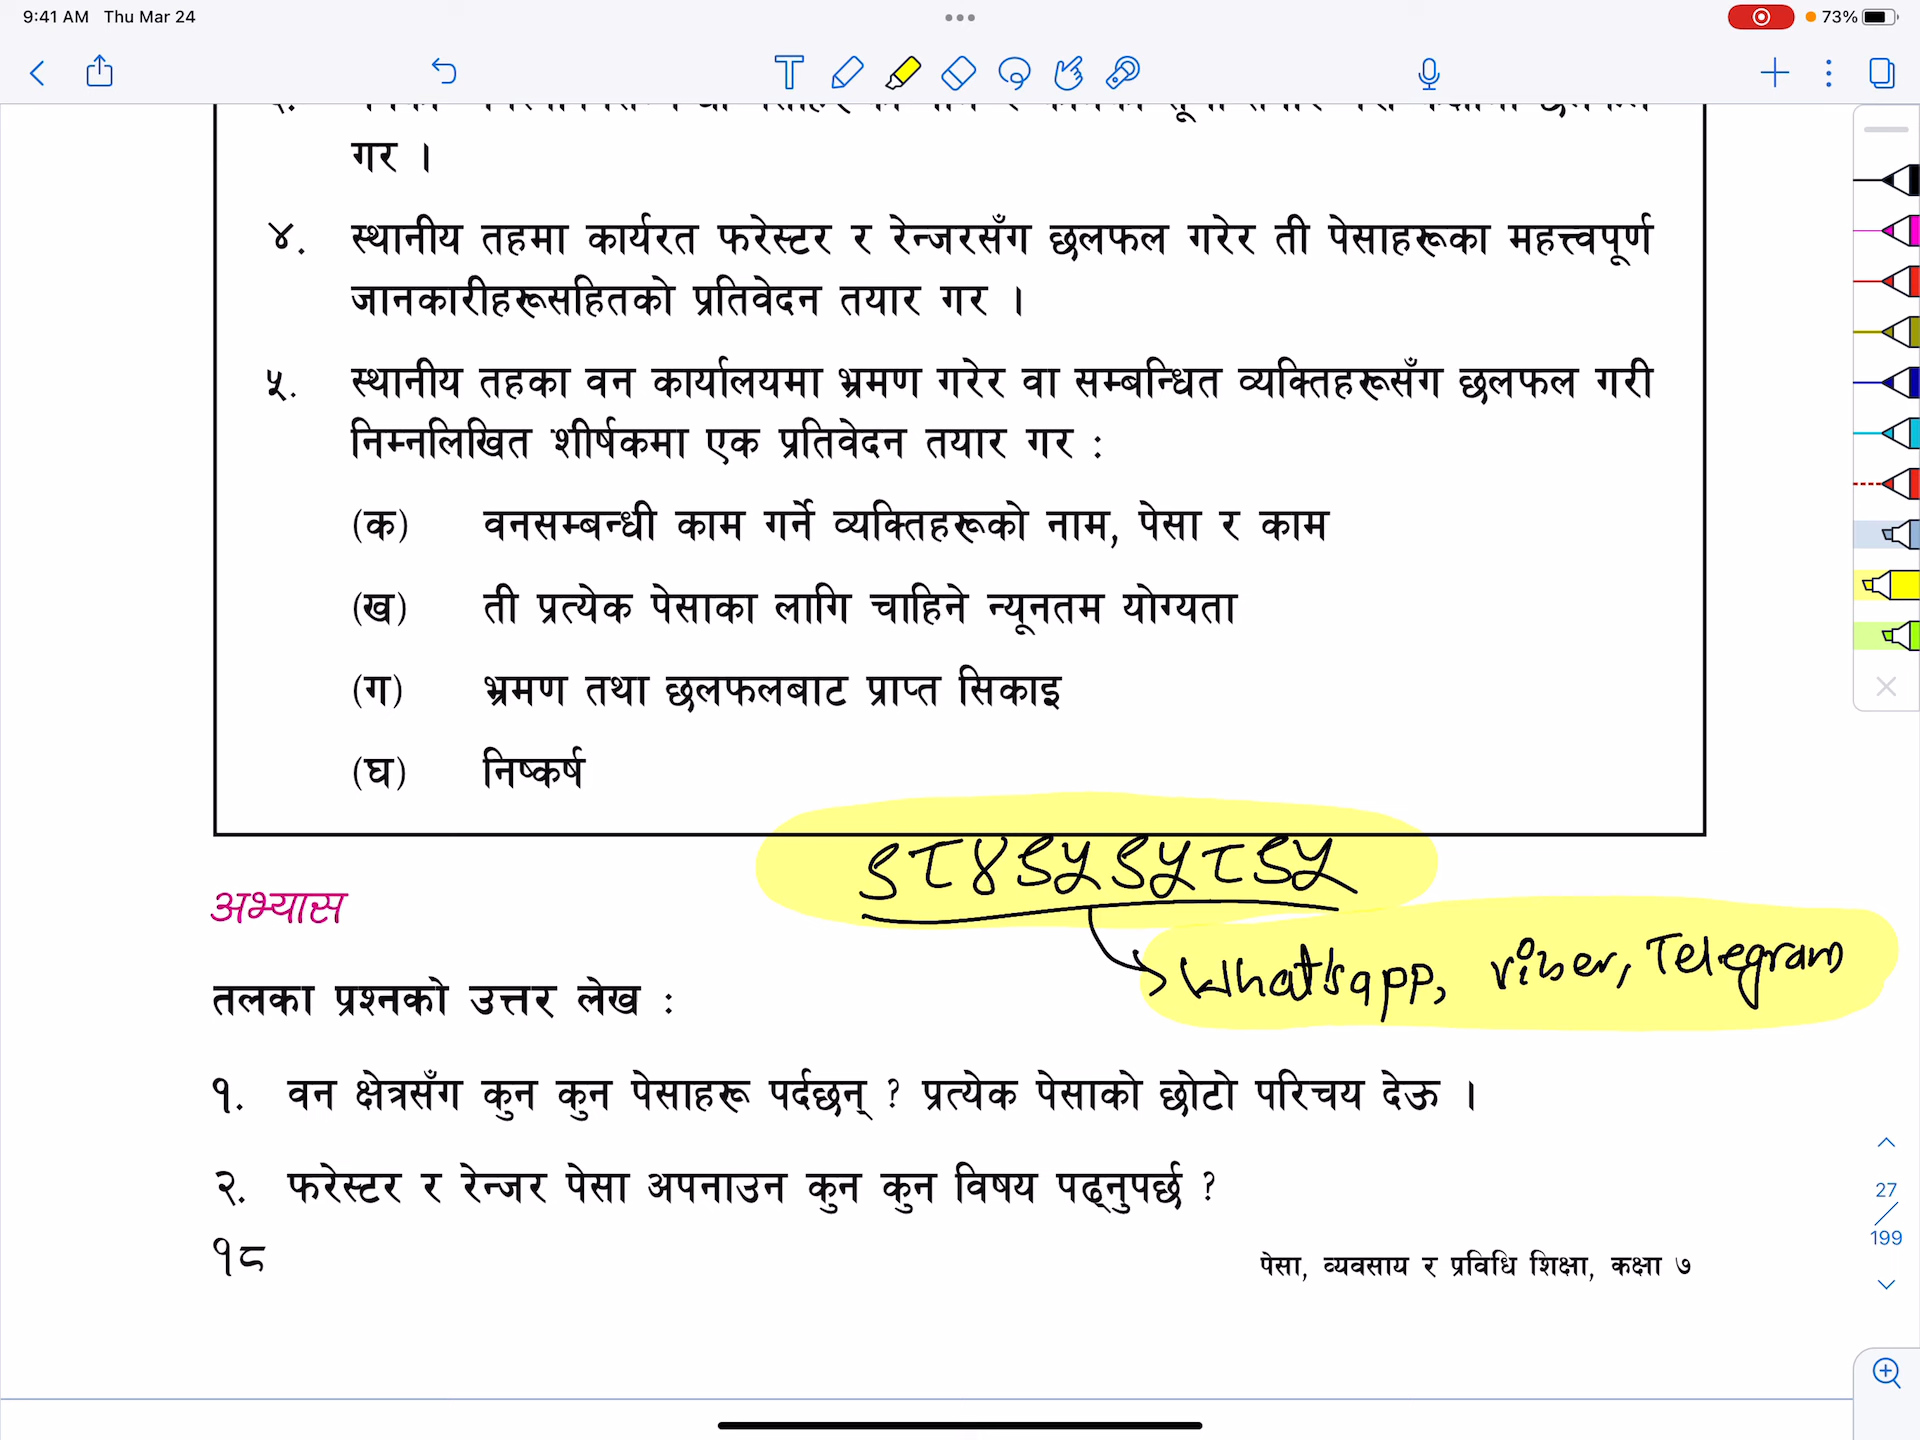 9:41 AM Thu Mar 24
73%
गर ।
४. स्थानीय तहमा कार्यरत फरेस्टर र रेन्जरसँग छलफल गरेर ती पेसाहरूका महत्त्वपूर्ण
जानकारीहरूसहितको प्रतिवेदन तयार गर ।
५. स्थानीय तहका वन कार्यालयमा भ्रमण गरेर वा सम्बन्धित व्यक्तिहरूसँग छलफल गरी
निम्नलिखित शीर्षकमा एक प्रतिवेदन तयार गर :
(क) वनसम्बन्धी काम गर्ने व्यक्तिहरूको नाम, पेसा र काम
(ख) ती प्रत्येक पेसाका लागि चाहिने न्यूनतम योग्यता
(ग) भ्रमण तथा छलफलबाट प्राप्त सिकाइ
(घ) निष्कर्ष
९८४९५९५८९५
अभ्यास
Whatsapp, viber, Telegram
तलका प्रश्नको उत्तर लेख :
१. वन क्षेत्रसँग कुन कुन पेसाहरू पर्दछन् ? प्रत्येक पेसाको छोटो परिचय देऊ ।
२. फरेस्टर र रेन्जर पेसा अपनाउन कुन कुन विषय पढ्नुपर्छ ?
27
199
१८
पेसा, व्यवसाय र प्रविधि शिक्षा, कक्षा ७